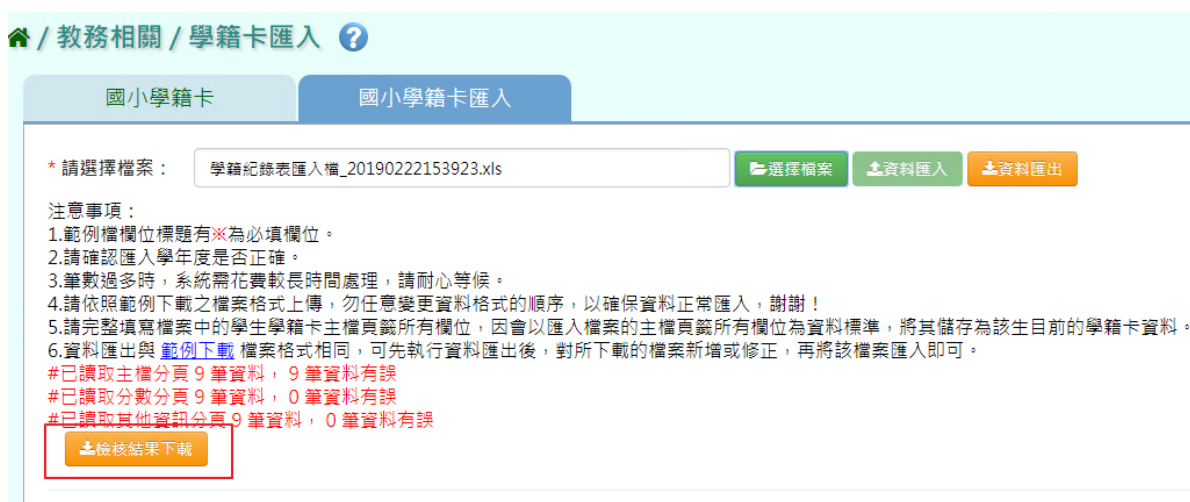 / 教務相關 / 學籍卡匯入 ?
國小學籍卡 國小學籍卡匯入
* 請選擇檔案： 學籍紀錄表匯入檔_20190222153923.xls 選擇檔案 資料匯入 資料匯出
注意事項：
1.範例檔欄位標題有※為必填欄位。
2.請確認匯入學年度是否正確。
3.筆數過多時，系統需花費較長時間處理，請耐心等候。
4.請依照範例下載之檔案格式上傳，勿任意變更資料格式的順序，以確保資料正常匯入，謝謝！
5.請完整填寫檔案中的學生學籍卡主檔頁籤所有欄位，因會以匯入檔案的主檔頁籤所有欄位為資料標準，將其儲存為該生目前的學籍卡資料。
6.資料匯出與 範例下載 檔案格式相同，可先執行資料匯出後，對所下載的檔案新增或修正，再將該檔案匯入即可。
#已讀取主檔分頁 9 筆資料， 9 筆資料有誤
#已讀取分數分頁 9 筆資料， 0 筆資料有誤
#已讀取其他資訊分頁 9 筆資料， 0 筆資料有誤
檢核結果下載